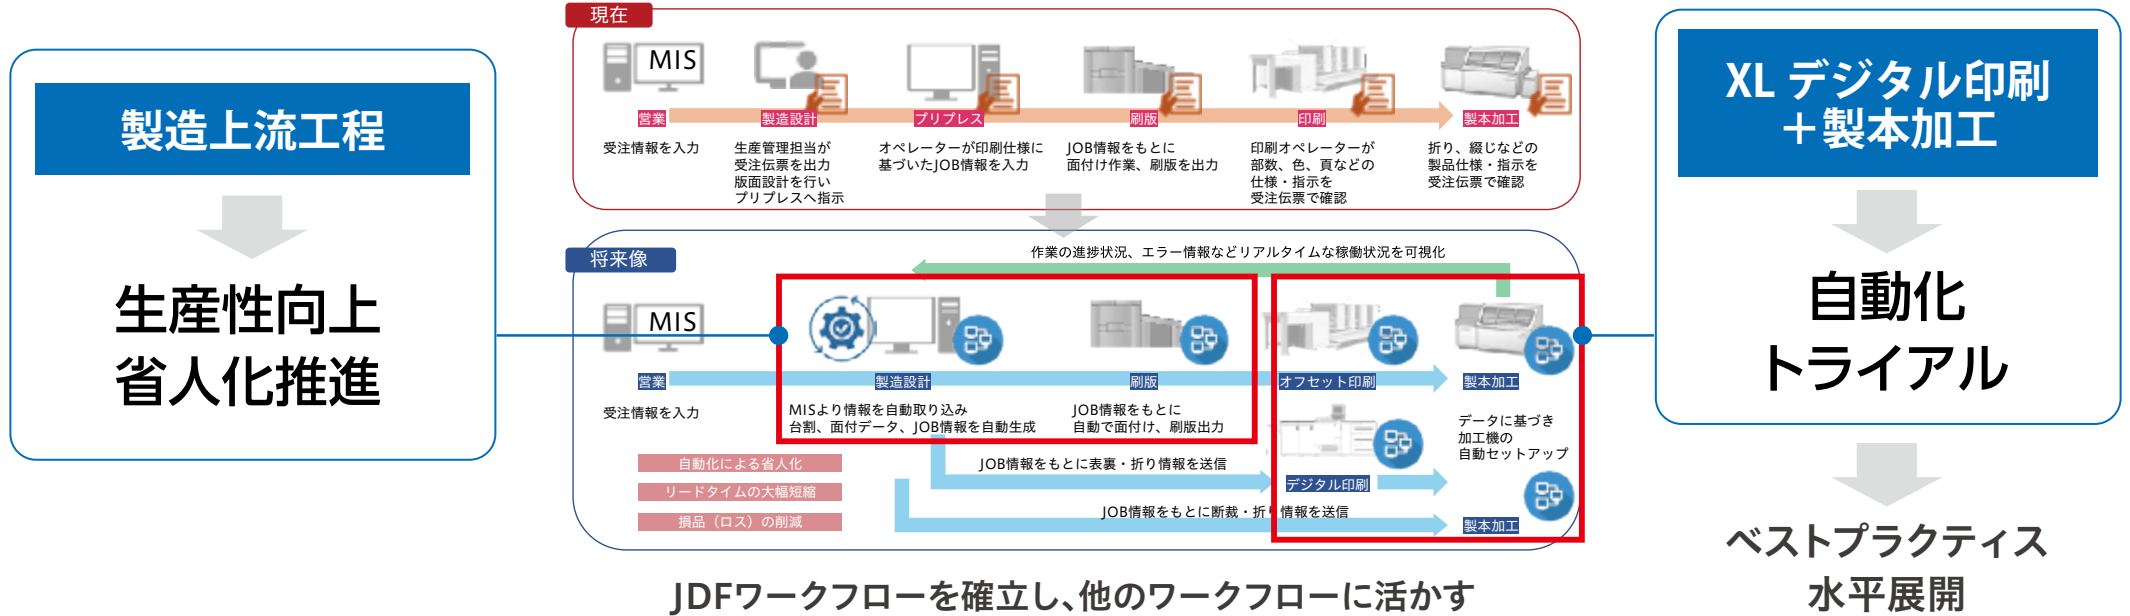 製造上流工程
生産性向上
省人化推進
現在
MIS
営業
受注情報を入力
製造設計
生産管理担当が
受注伝票を出力
版面設計を行い
プリプレスへ指示
プリプレス
オペレーターが印刷仕様に
基づいたJOB情報を入力
刷版
JOB情報をもとに
面付け作業、刷版を出力
印刷
印刷オペレーターが
部数、色、頁などの
仕様・指示を
受注伝票で確認
製本加工
折り、綴じなどの
製品仕様・指示を
受注伝票で確認
将来像
作業の進捗状況、エラー情報などリアルタイムな稼働状況を可視化
MIS
営業
受注情報を入力
製造設計
MISより情報を自動取り込み
台割、面付データ、JOB情報を自動生成
刷版
JOB情報をもとに
自動で面付け、刷版出力
オフセット印刷
製本加工
データに基づき
加工機の
自動セットアップ
自動化による省人化
リードタイムの大幅短縮
損品（ロス）の削減
JOB情報をもとに表裏・折り情報を送信
デジタル印刷
JOB情報をもとに断裁・折り情報を送信
製本加工
JDFワークフローを確立し、他のワークフローに活かす
XL デジタル印刷
＋製本加工
自動化
トライアル
ベストプラクティス
水平展開